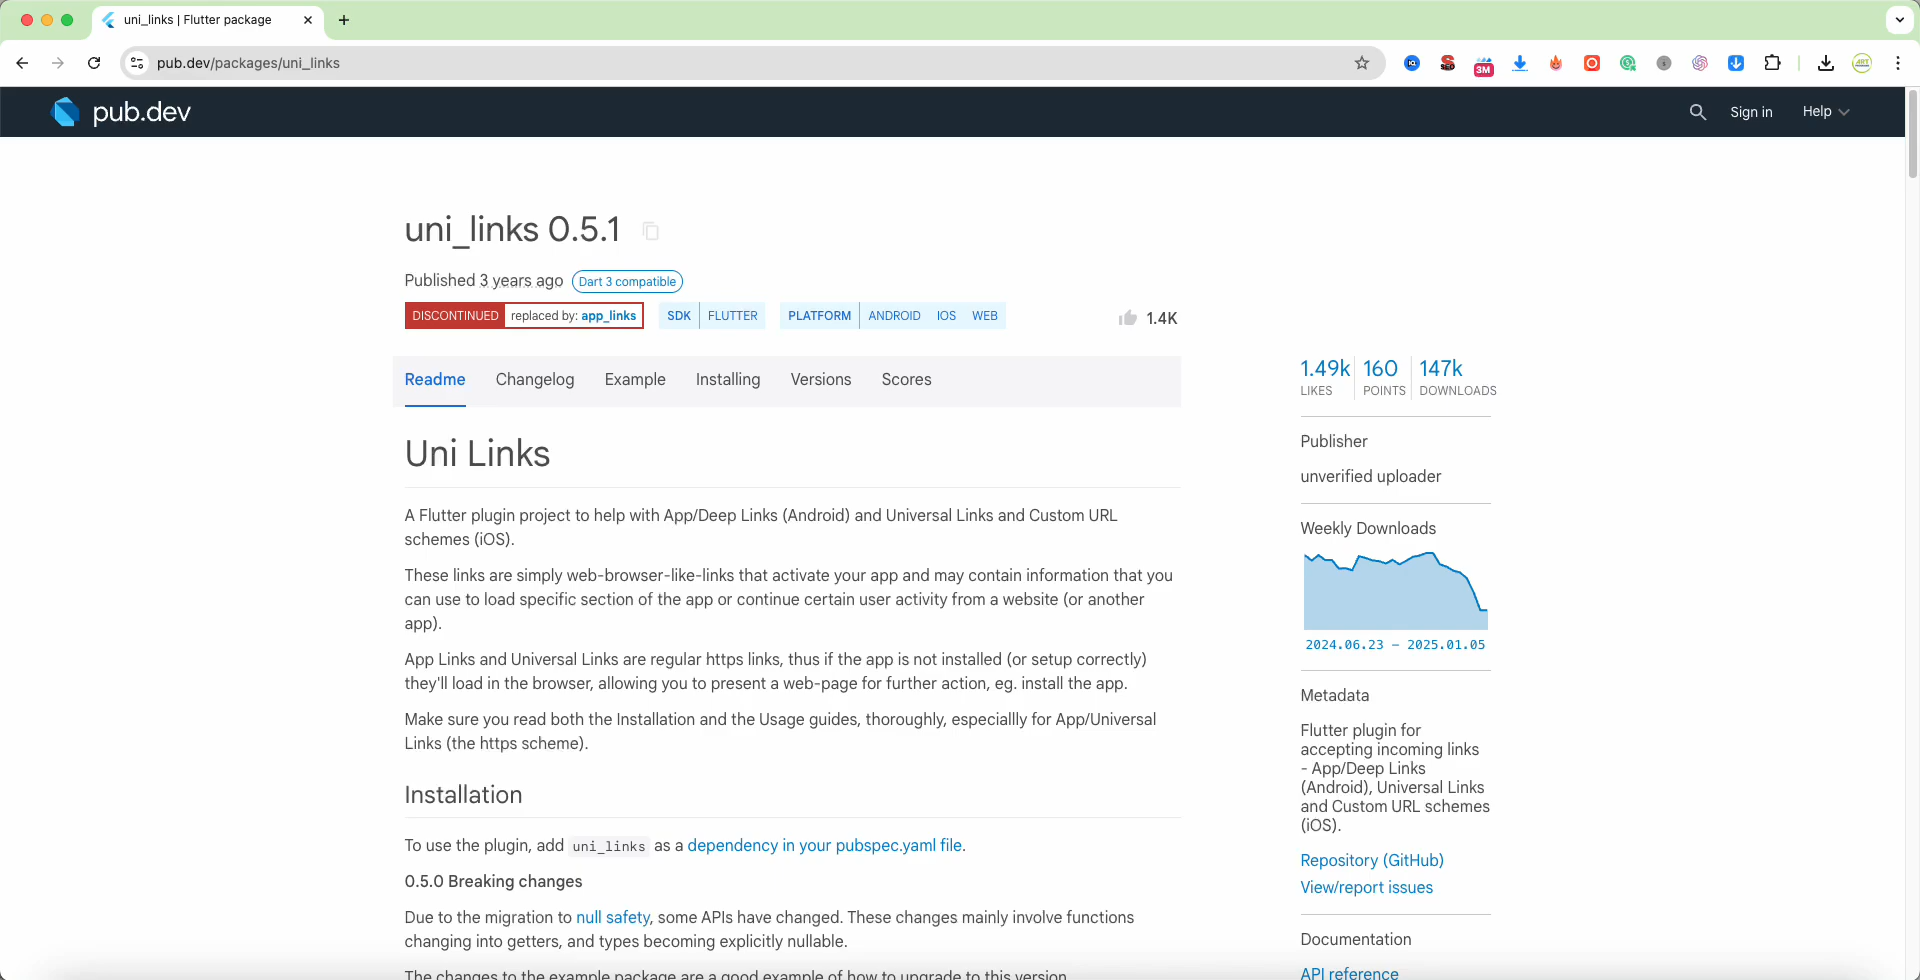 uni_links | Flutter package
pub.dev/packages/uni_links
3M
pub.dev
Sign in
Help
uni_links 0.5.1
Published 3 years ago
Dart 3 compatible
DISCONTINUED replaced by: app_links
SDK FLUTTER
PLATFORM ANDROID IOS WEB
1.4K
Readme Changelog Example Installing Versions Scores
Uni Links
A Flutter plugin project to help with App/Deep Links (Android) and Universal Links and Custom URL
schemes (iOS).
These links are simply web-browser-like-links that activate your app and may contain information that you
can use to load specific section of the app or continue certain user activity from a website (or another
app).
App Links and Universal Links are regular https links, thus if the app is not installed (or setup correctly)
they'll load in the browser, allowing you to present a web-page for further action, eg. install the app.
Make sure you read both the Installation and the Usage guides, thoroughly, especiallly for App/Universal
Links (the https scheme).
Installation
To use the plugin, add uni_links as a dependency in your pubspec.yaml file.
0.5.0 Breaking changes
Due to the migration to null safety, some APIs have changed. These changes mainly involve functions
changing into getters, and types becoming explicitly nullable.
The changes to the example package are a good example of how to upgrade to this version.
1.49k 160 147k
LIKES POINTS DOWNLOADS
Publisher
unverified uploader
Weekly Downloads
2024.06.23 - 2025.01.05
Metadata
Flutter plugin for
accepting incoming links
- App/Deep Links
(Android), Universal Links
and Custom URL schemes
(iOS).
Repository (GitHub)
View/report issues
Documentation
API reference